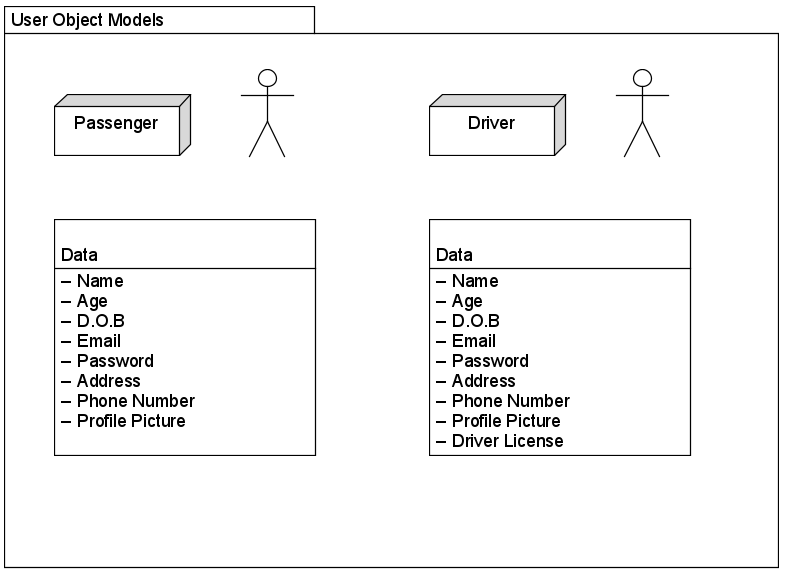 User Object Models
Passenger
Driver
Data
– Name
– Age
– D.O.B
– Email
– Password
– Address
– Phone Number
– Profile Picture
Data
– Name
– Age
– D.O.B
– Email
– Password
– Address
– Phone Number
– Profile Picture
– Driver License